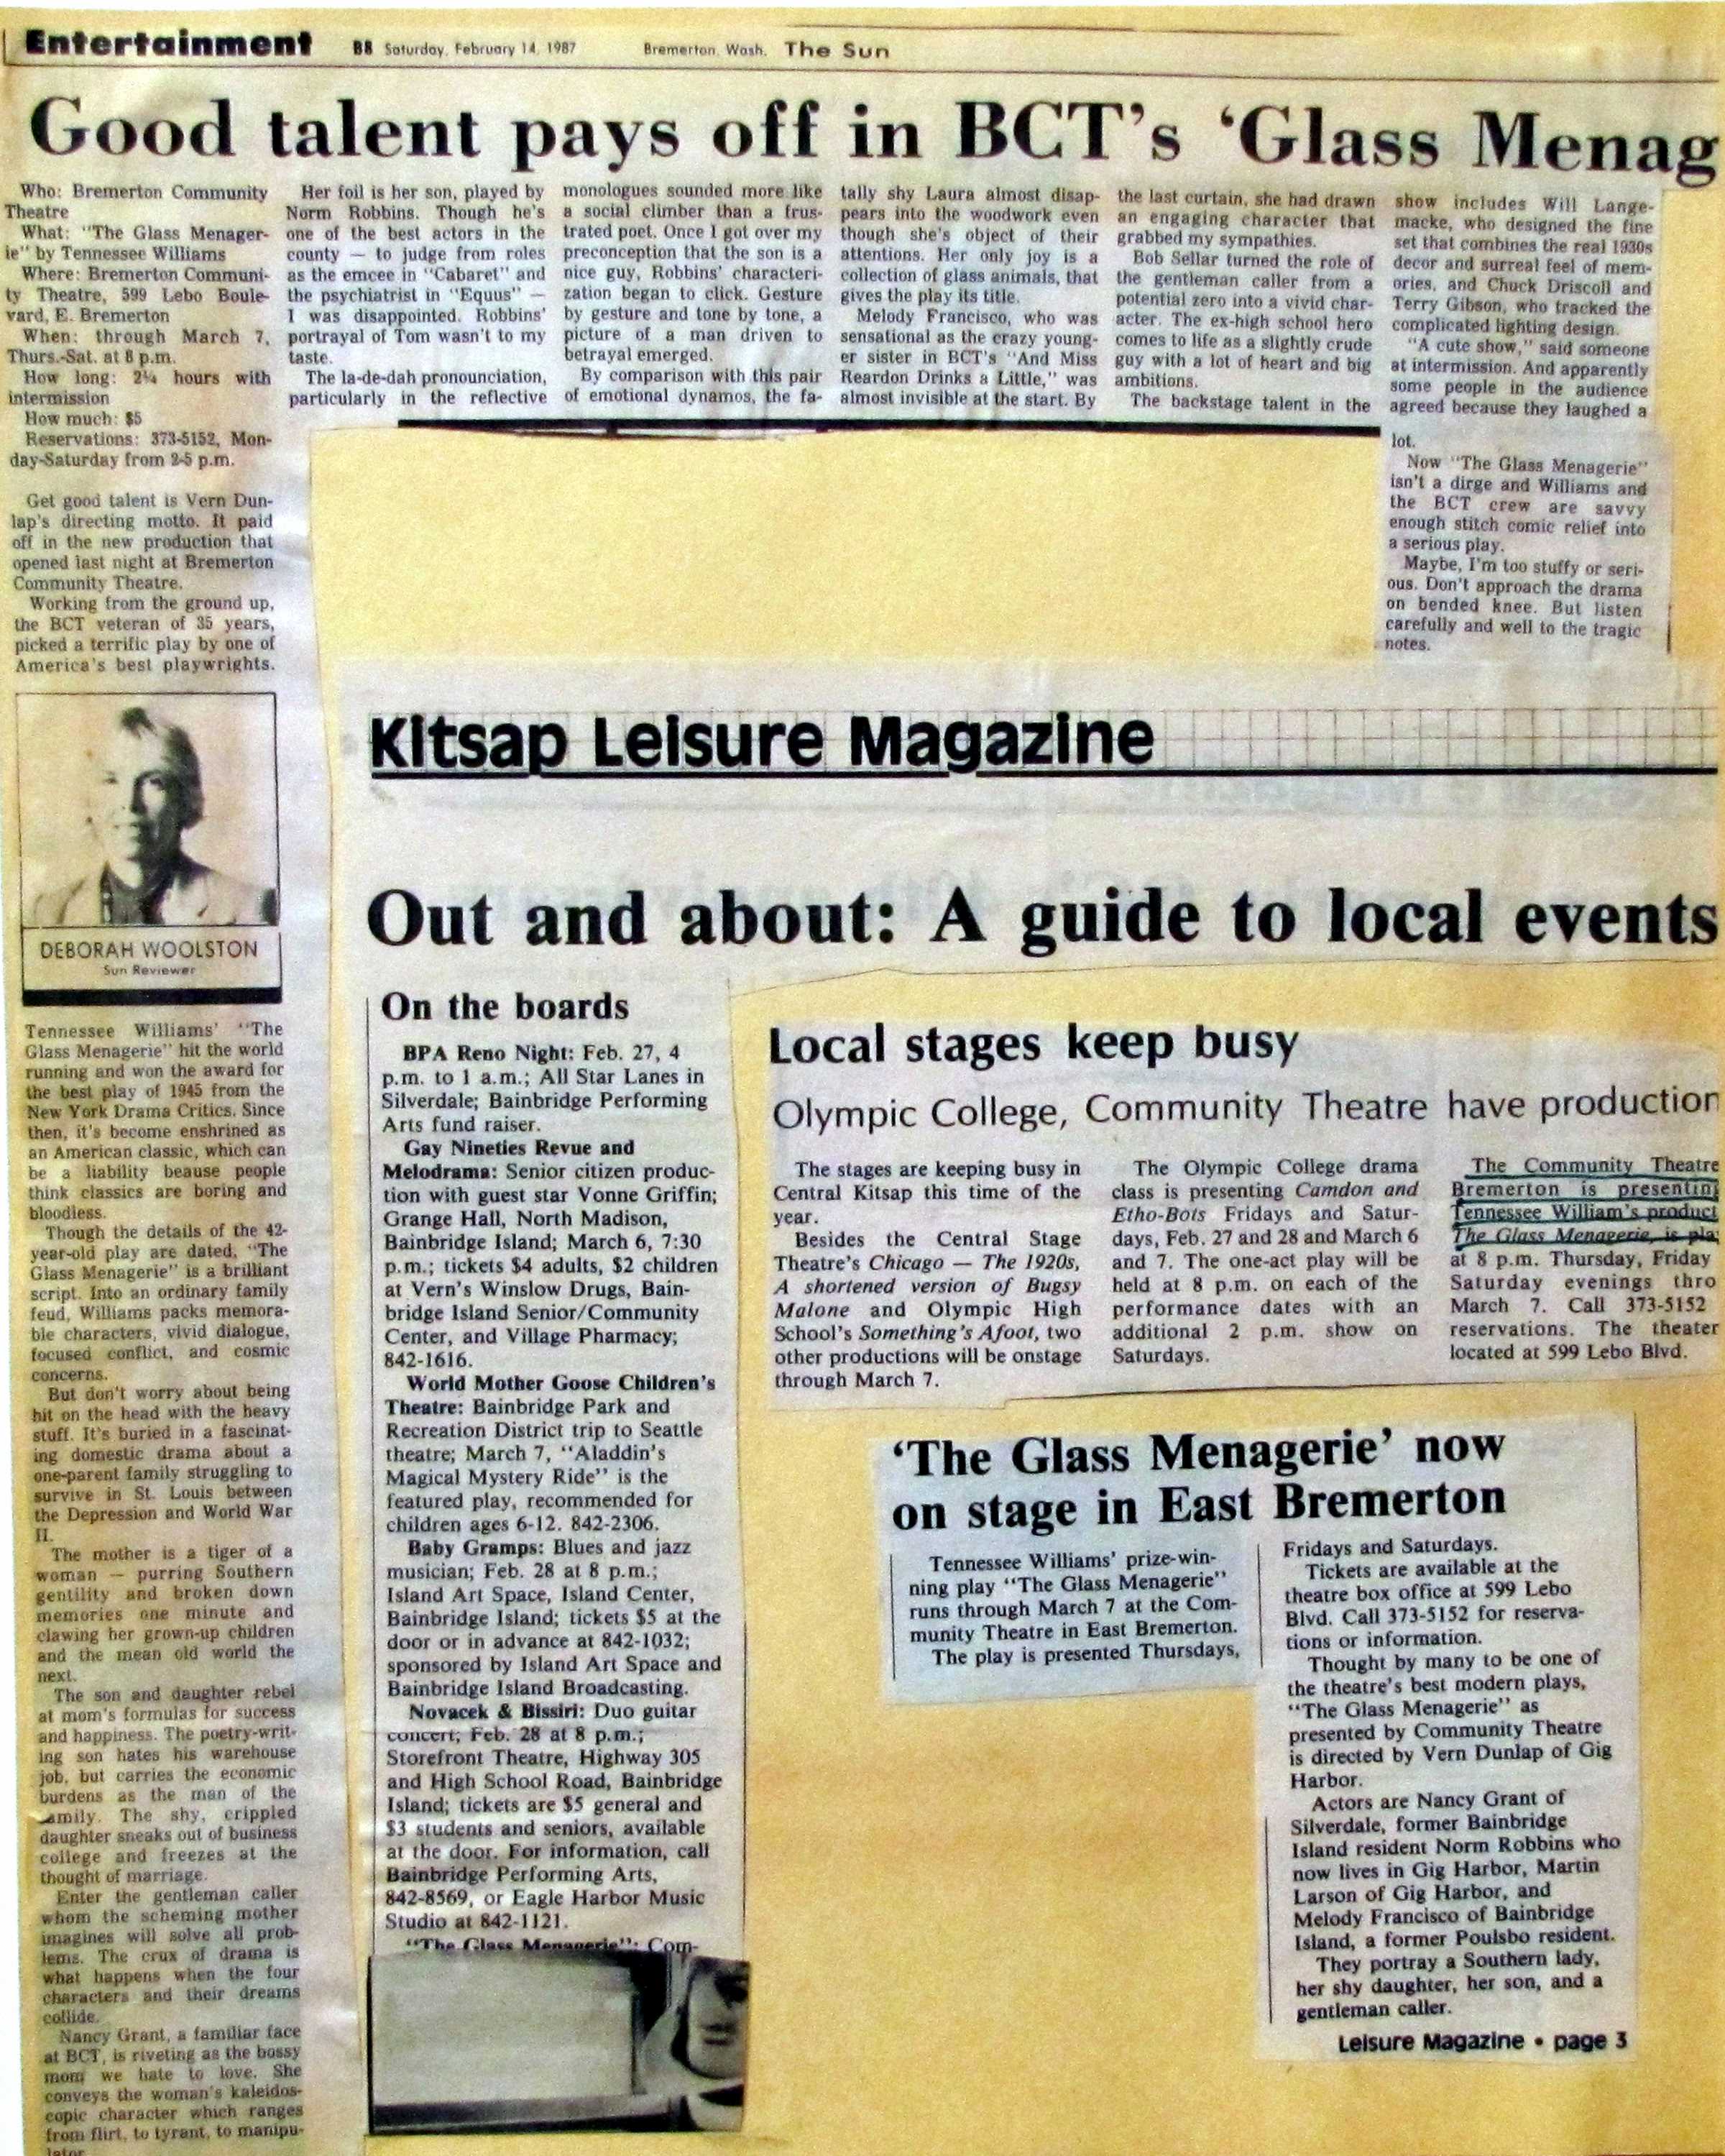 Entertainment B8 Saturday, February 14, 1987 Bremerton, Wash. The Sun
Good talent pays off in BCT's 'Glass Menag
Who: Bremerton Community
Theatre
What: "The Glass Menager-
ie" by Tennessee Williams
Where: Bremerton Communi-
ty Theatre, 599 Lebo Boule-
vard, E. Bremerton
When: through March 7,
Thurs.-Sat. at 8 p.m.
How long: 2¼ hours with
intermission
How much: $5
Reservations: 373-5152, Mon-
day-Saturday from 2-5 p.m.
Get good talent is Vern Dun-
lap's directing motto. It paid
off in the new production that
opened last night at Bremerton
Community Theatre.
Working from the ground up,
the BCT veteran of 35 years,
picked a terrific play by one of
America's best playwrights.
DEBORAH WOOLSTON
Sun Reviewer
Tennessee Williams' "The
Glass Menagerie" hit the world
running and won the award for
the best play of 1945 from the
New York Drama Critics. Since
then, it's become enshrined as
an American classic, which can
be a liability beause people
think classics are boring and
bloodless.
Though the details of the 42-
year-old play are dated, "The
Glass Menagerie" is a brilliant
script. Into an ordinary family
feud, Williams packs memora-
ble characters, vivid dialogue,
focused conflict, and cosmic
concerns.
But don't worry about being
hit on the head with the heavy
stuff. It's buried in a fascinat-
ing domestic drama about a
one-parent family struggling to
survive in St. Louis between
the Depression and World War
II.
The mother is a tiger of a
woman — purring Southern
gentility and broken down
memories one minute and
clawing her grown-up children
and the mean old world the
next.
The son and daughter rebel
at mom's formulas for success
and happiness. The poetry-writ-
ing son hates his warehouse
job, but carries the economic
burdens as the man of the
amily. The shy, crippled
daughter sneaks out of business
college and freezes at the
thought of marriage.
Enter the gentleman caller
whom the scheming mother
imagines will solve all prob-
lems. The crux of drama is
what happens when the four
characters and their dreams
collide.
Nancy Grant, a familiar face
at BCT, is riveting as the bossy
mom we hate to love. She
conveys the woman's kaleidos-
copic character which ranges
from flirt, to tyrant, to manipu-
lator.
Her foil is her son, played by
Norm Robbins. Though he's
one of the best actors in the
county — to judge from roles
as the emcee in "Cabaret" and
the psychiatrist in "Equus" —
I was disappointed. Robbins'
portrayal of Tom wasn't to my
taste.
The la-de-dah pronounciation,
particularly in the reflective
monologues sounded more like
a social climber than a frus-
trated poet. Once I got over my
preconception that the son is a
nice guy, Robbins' characteri-
zation began to click. Gesture
by gesture and tone by tone, a
picture of a man driven to
betrayal emerged.
By comparison with this pair
of emotional dynamos, the fa-
tally shy Laura almost disap-
pears into the woodwork even
though she's object of their
attentions. Her only joy is a
collection of glass animals, that
gives the play its title.
Melody Francisco, who was
sensational as the crazy young-
er sister in BCT's "And Miss
Reardon Drinks a Little," was
almost invisible at the start. By
the last curtain, she had drawn
an engaging character that
grabbed my sympathies.
Bob Sellar turned the role of
the gentleman caller from a
potential zero into a vivid char-
acter. The ex-high school hero
comes to life as a slightly crude
guy with a lot of heart and big
ambitions.
The backstage talent in the
show includes Will Lange-
macke, who designed the fine
set that combines the real 1930s
decor and surreal feel of mem-
ories, and Chuck Driscoll and
Terry Gibson, who tracked the
complicated lighting design.
"A cute show," said someone
at intermission. And apparently
some people in the audience
agreed because they laughed a
lot.
Now "The Glass Menagerie"
isn't a dirge and Williams and
the BCT crew are savvy
enough stitch comic relief into
a serious play.
Maybe, I'm too stuffy or seri-
ous. Don't approach the drama
on bended knee. But listen
carefully and well to the tragic
notes.
Kitsap Leisure Magazine
Out and about: A guide to local events
On the boards
BPA Reno Night: Feb. 27, 4
p.m. to 1 a.m.; All Star Lanes in
Silverdale; Bainbridge Performing
Arts fund raiser.
Gay Nineties Revue and
Melodrama: Senior citizen produc-
tion with guest star Vonne Griffin;
Grange Hall, North Madison,
Bainbridge Island; March 6, 7:30
p.m.; tickets $4 adults, $2 children
at Vern's Winslow Drugs, Bain-
bridge Island Senior/Community
Center, and Village Pharmacy;
842-1616.
World Mother Goose Children's
Theatre: Bainbridge Park and
Recreation District trip to Seattle
theatre; March 7, "Aladdin's
Magical Mystery Ride" is the
featured play, recommended for
children ages 6-12. 842-2306.
Baby Gramps: Blues and jazz
musician; Feb. 28 at 8 p.m.;
Island Art Space, Island Center,
Bainbridge Island; tickets $5 at the
door or in advance at 842-1032;
sponsored by Island Art Space and
Bainbridge Island Broadcasting.
Novacek & Bissiri: Duo guitar
concert; Feb. 28 at 8 p.m.;
Storefront Theatre, Highway 305
and High School Road, Bainbridge
Island; tickets are $5 general and
$3 students and seniors, available
at the door. For information, call
Bainbridge Performing Arts,
842-8569, or Eagle Harbor Music
Studio at 842-1121.
"The Glass Menagerie": Com-
Local stages keep busy
Olympic College, Community Theatre have production
The stages are keeping busy in
Central Kitsap this time of the
year.
Besides the Central Stage
Theatre's Chicago — The 1920s,
A shortened version of Bugsy
Malone and Olympic High
School's Something's Afoot, two
other productions will be onstage
through March 7.
The Olympic College drama
class is presenting Camdon and
Etho-Bots Fridays and Satur-
days, Feb. 27 and 28 and March 6
and 7. The one-act play will be
held at 8 p.m. on each of the
performance dates with an
additional 2 p.m. show on
Saturdays.
The Community Theatre
Bremerton is presenting
Tennessee William's product
The Glass Menagerie, is pla
at 8 p.m. Thursday, Friday
Saturday evenings thro
March 7. Call 373-5152
reservations. The theater
located at 599 Lebo Blvd.
'The Glass Menagerie' now
on stage in East Bremerton
Tennessee Williams' prize-win-
ning play "The Glass Menagerie"
runs through March 7 at the Com-
munity Theatre in East Bremerton.
The play is presented Thursdays,
Fridays and Saturdays.
Tickets are available at the
theatre box office at 599 Lebo
Blvd. Call 373-5152 for reserva-
tions or information.
Thought by many to be one of
the theatre's best modern plays,
"The Glass Menagerie" as
presented by Community Theatre
is directed by Vern Dunlap of Gig
Harbor.
Actors are Nancy Grant of
Silverdale, former Bainbridge
Island resident Norm Robbins who
now lives in Gig Harbor, Martin
Larson of Gig Harbor, and
Melody Francisco of Bainbridge
Island, a former Poulsbo resident.
They portray a Southern lady,
her shy daughter, her son, and a
gentleman caller.
Leisure Magazine • page 3